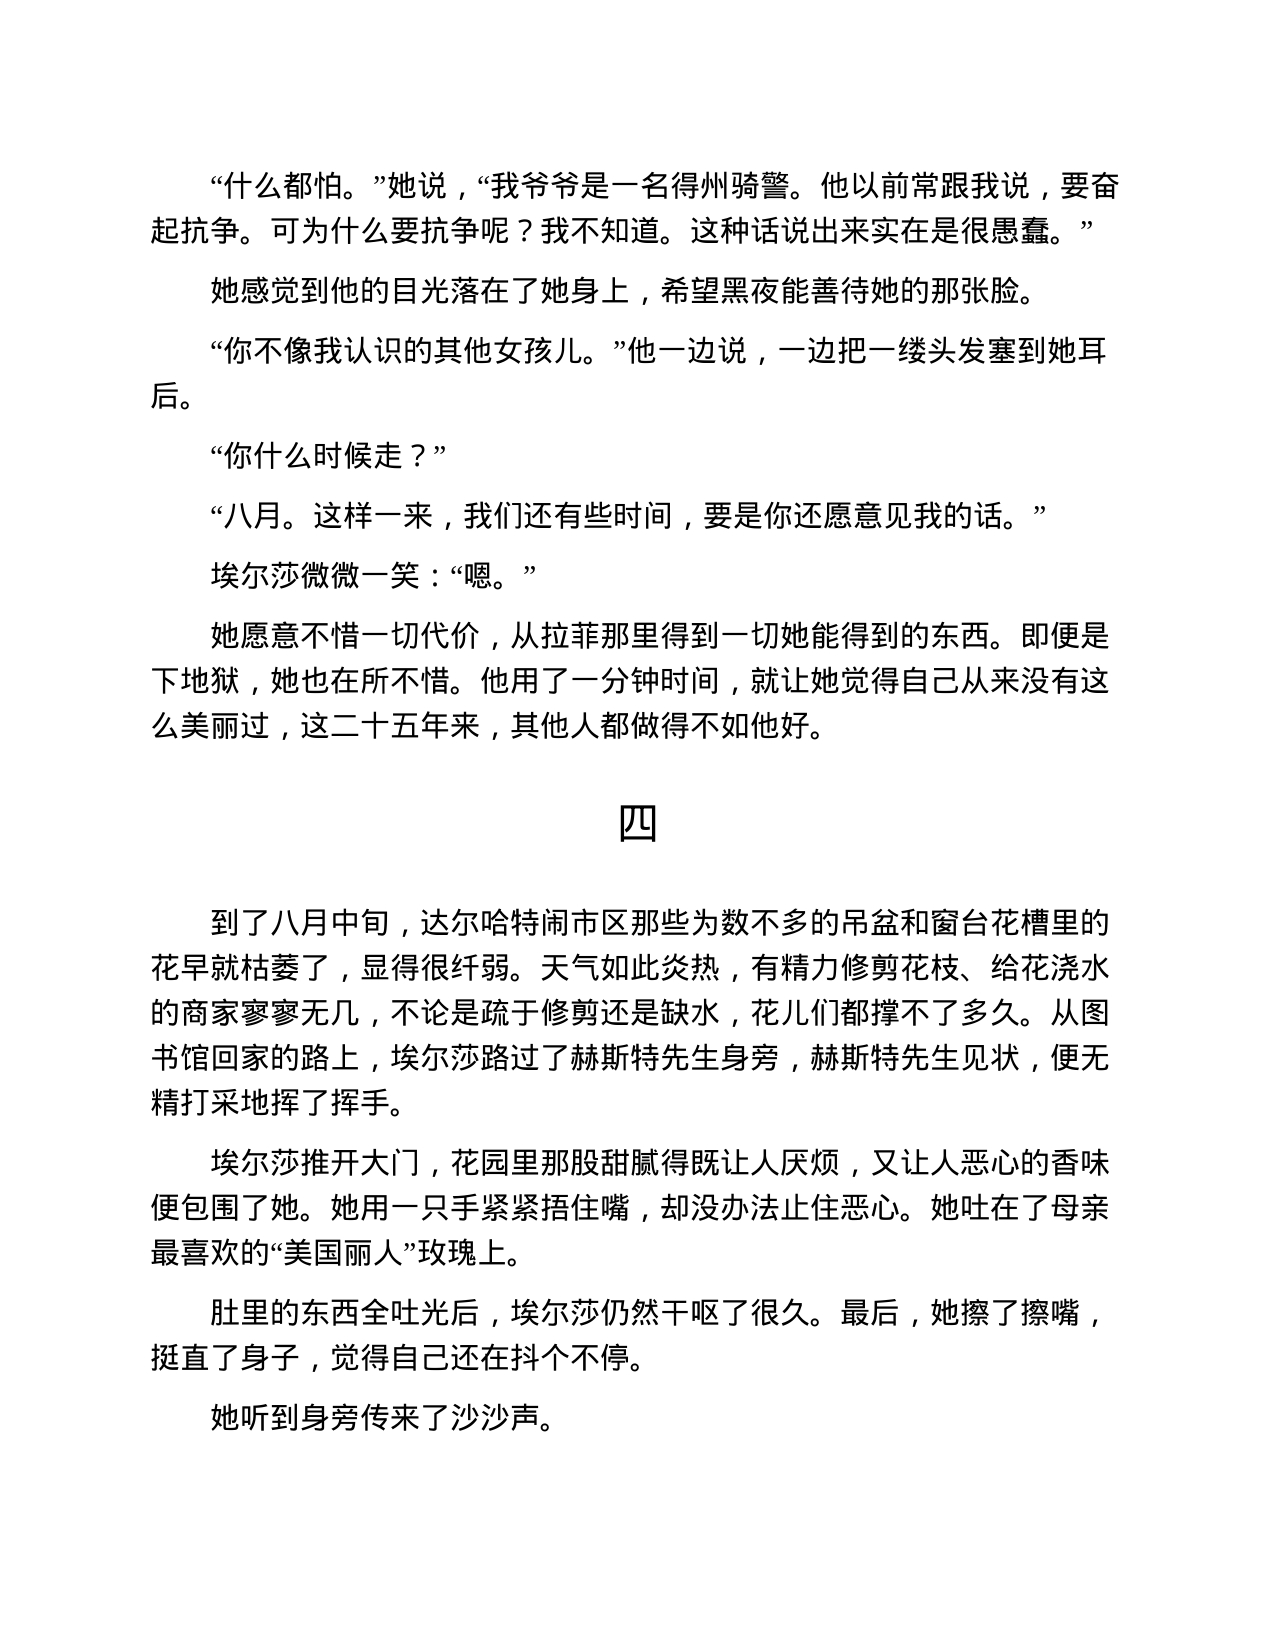 “什么都怕。”她说，“我爷爷是一名得州骑警。他以前常跟我说，要奋
起抗争。可为什么要抗争呢？我不知道。这种话说出来实在是很愚蠢。”
她感觉到他的目光落在了她身上，希望黑夜能善待她的那张脸。
“你不像我认识的其他女孩儿。”他一边说，一边把一缕头发塞到她耳
后。
“你什么时候走？”
“八月。这样一来，我们还有些时间，要是你还愿意见我的话。”
埃尔莎微微一笑：“嗯。”
她愿意不惜一切代价，从拉菲那里得到一切她能得到的东西。即便是
下地狱，她也在所不惜。他用了一分钟时间，就让她觉得自己从来没有这
么美丽过，这二十五年来，其他人都做得不如他好。
四
到了八月中旬，达尔哈特闹市区那些为数不多的吊盆和窗台花槽里的
花早就枯萎了，显得很纤弱。天气如此炎热，有精力修剪花枝、给花浇水
的商家寥寥无几，不论是疏于修剪还是缺水，花儿们都撑不了多久。从图
书馆回家的路上，埃尔莎路过了赫斯特先生身旁，赫斯特先生见状，便无
精打采地挥了挥手。
埃尔莎推开大门，花园里那股甜腻得既让人厌烦，又让人恶心的香味
便包围了她。她用一只手紧紧捂住嘴，却没办法止住恶心。她吐在了母亲
最喜欢的“美国丽人”玫瑰上。
肚里的东西全吐光后，埃尔莎仍然干呕了很久。最后，她擦了擦嘴，
挺直了身子，觉得自己还在抖个不停。
她听到身旁传来了沙沙声。